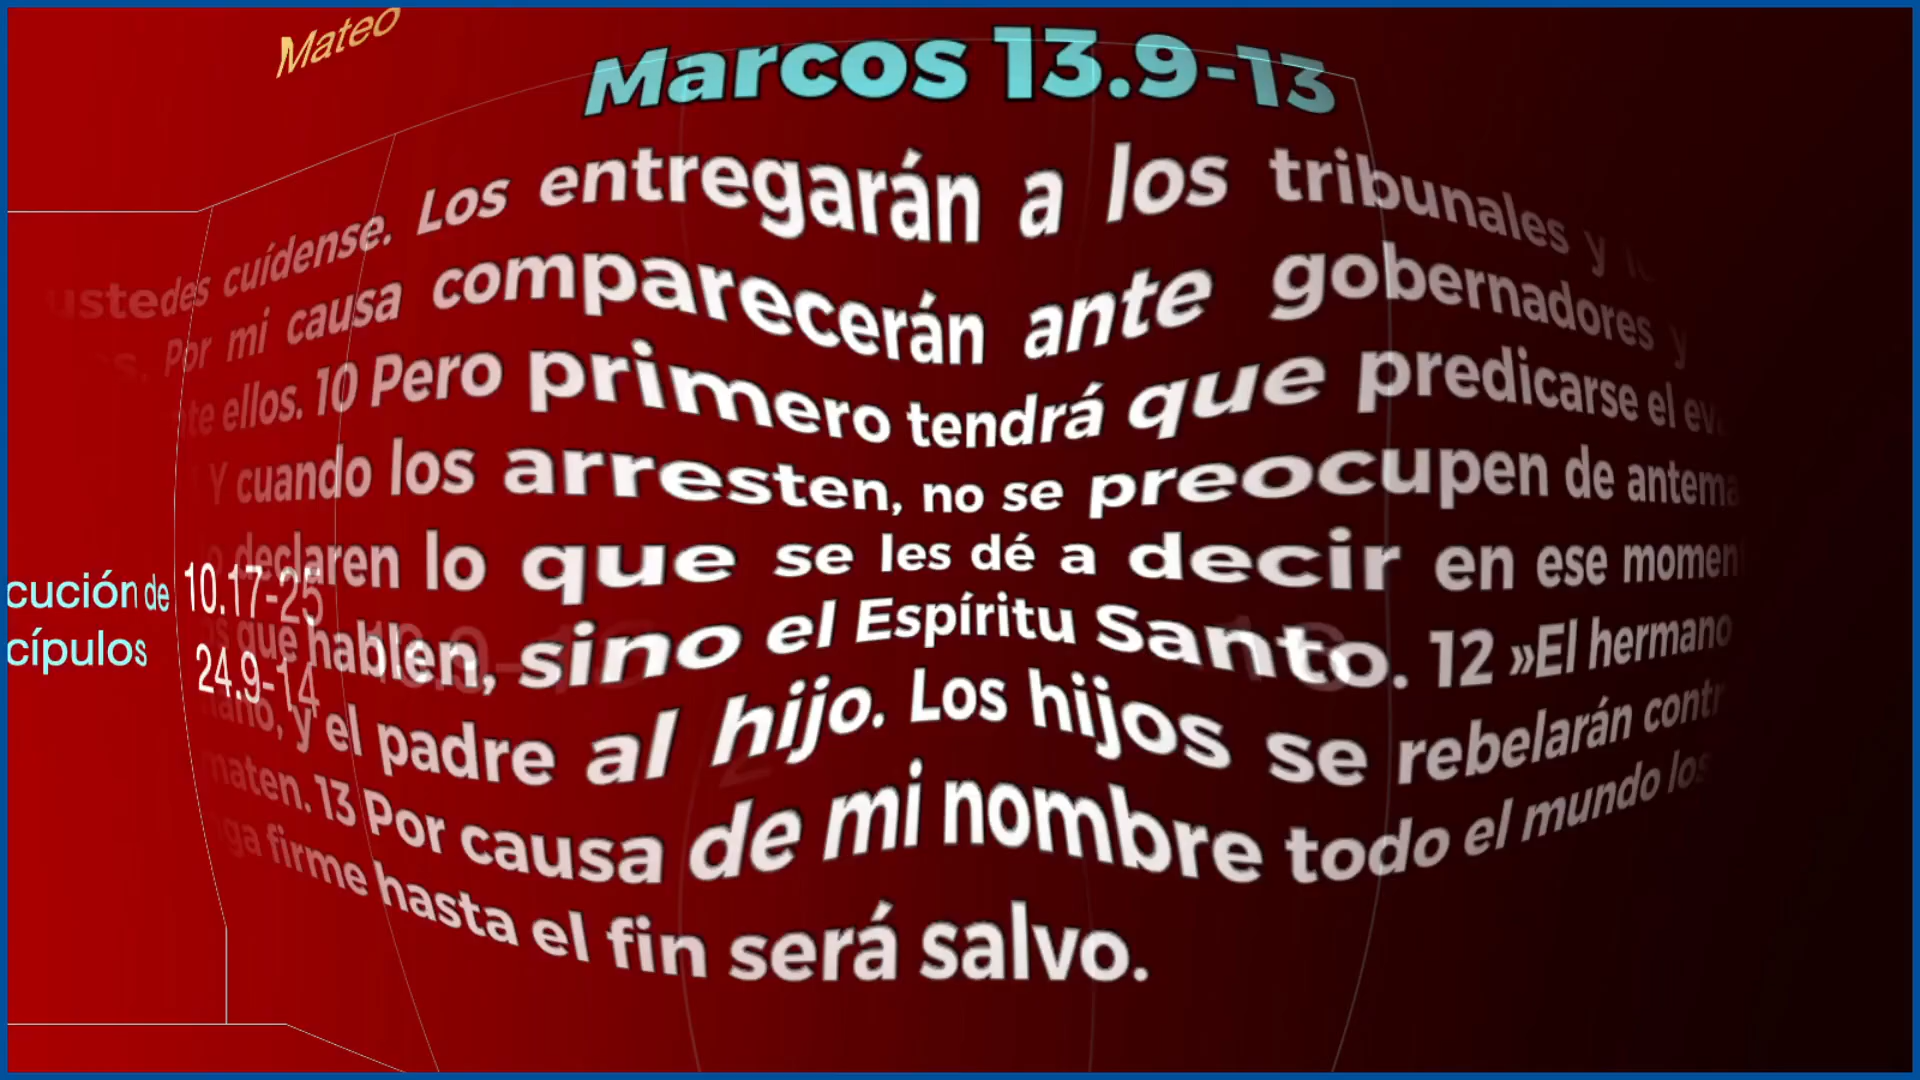 Mateo
Marcos 13.9-13
ustedes cuídense. Los entregarán a los tribunales y
Por mi causa comparecerán ante gobernadores y
ellos. 10 Pero primero tendrá que predicarse el
Y cuando los arresten, no se preocupen de
declaren lo que se les dé a decir en ese
que hablen, sino el Espíritu Santo. 12 »El hermano
y el padre al hijo. Los hijos se rebelarán
maten. 13 Por causa de mi nombre todo el mundo los
firme hasta el fin será salvo.
cución de
cípulos
10.17-25
24.9-14